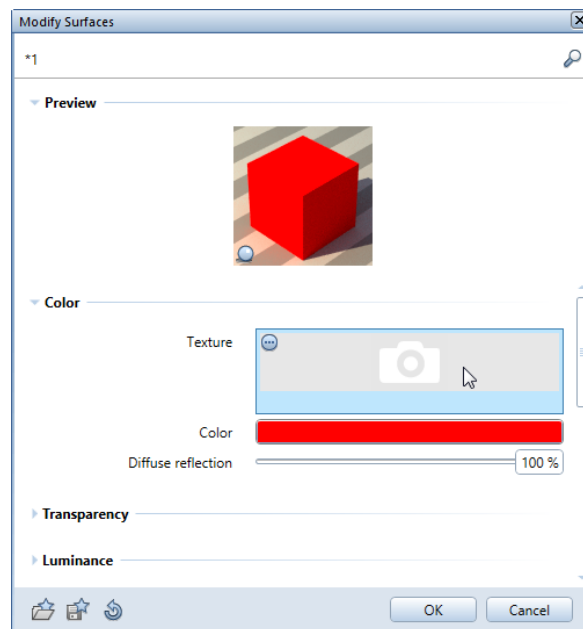 Modify Surfaces
*1
Preview
Color
Texture
Color
Diffuse reflection 100 %
Transparency
Luminance
OK Cancel